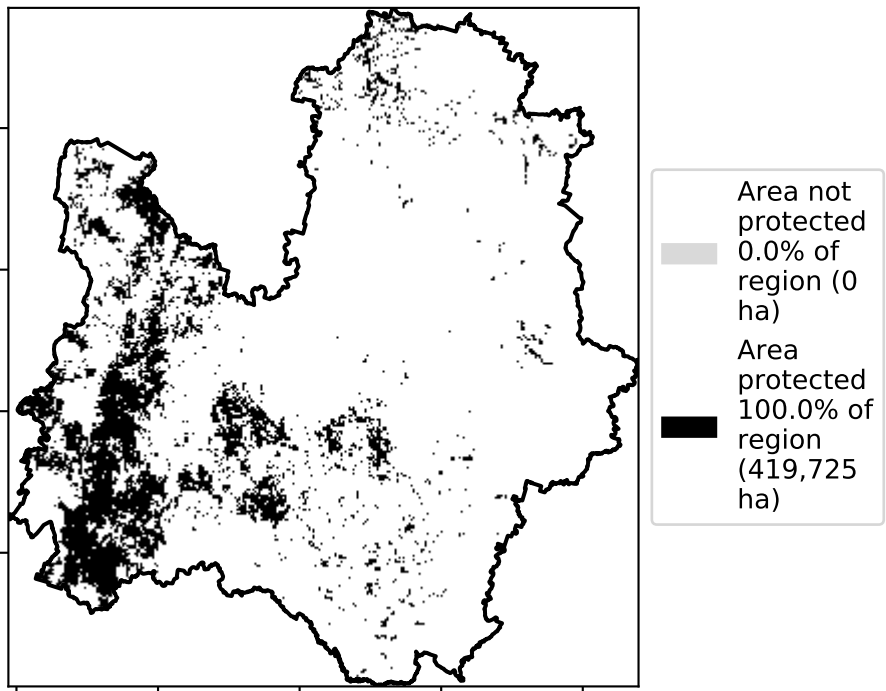 Area not
protected
0.0% of
region (0
ha)
Area
protected
100.0% of
region
(419,725
ha)